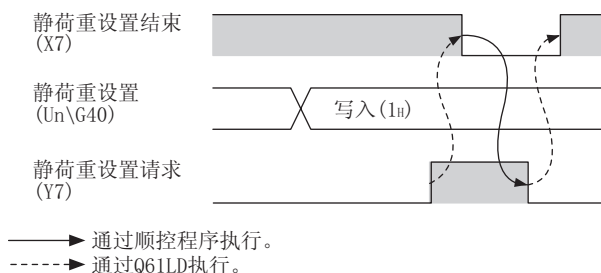 静荷重设置结束
(X7)
静荷重设置
(Un\G40)
写入(1H)
静荷重设置请求
(Y7)
通过顺控程序执行。
通过Q61LD执行。